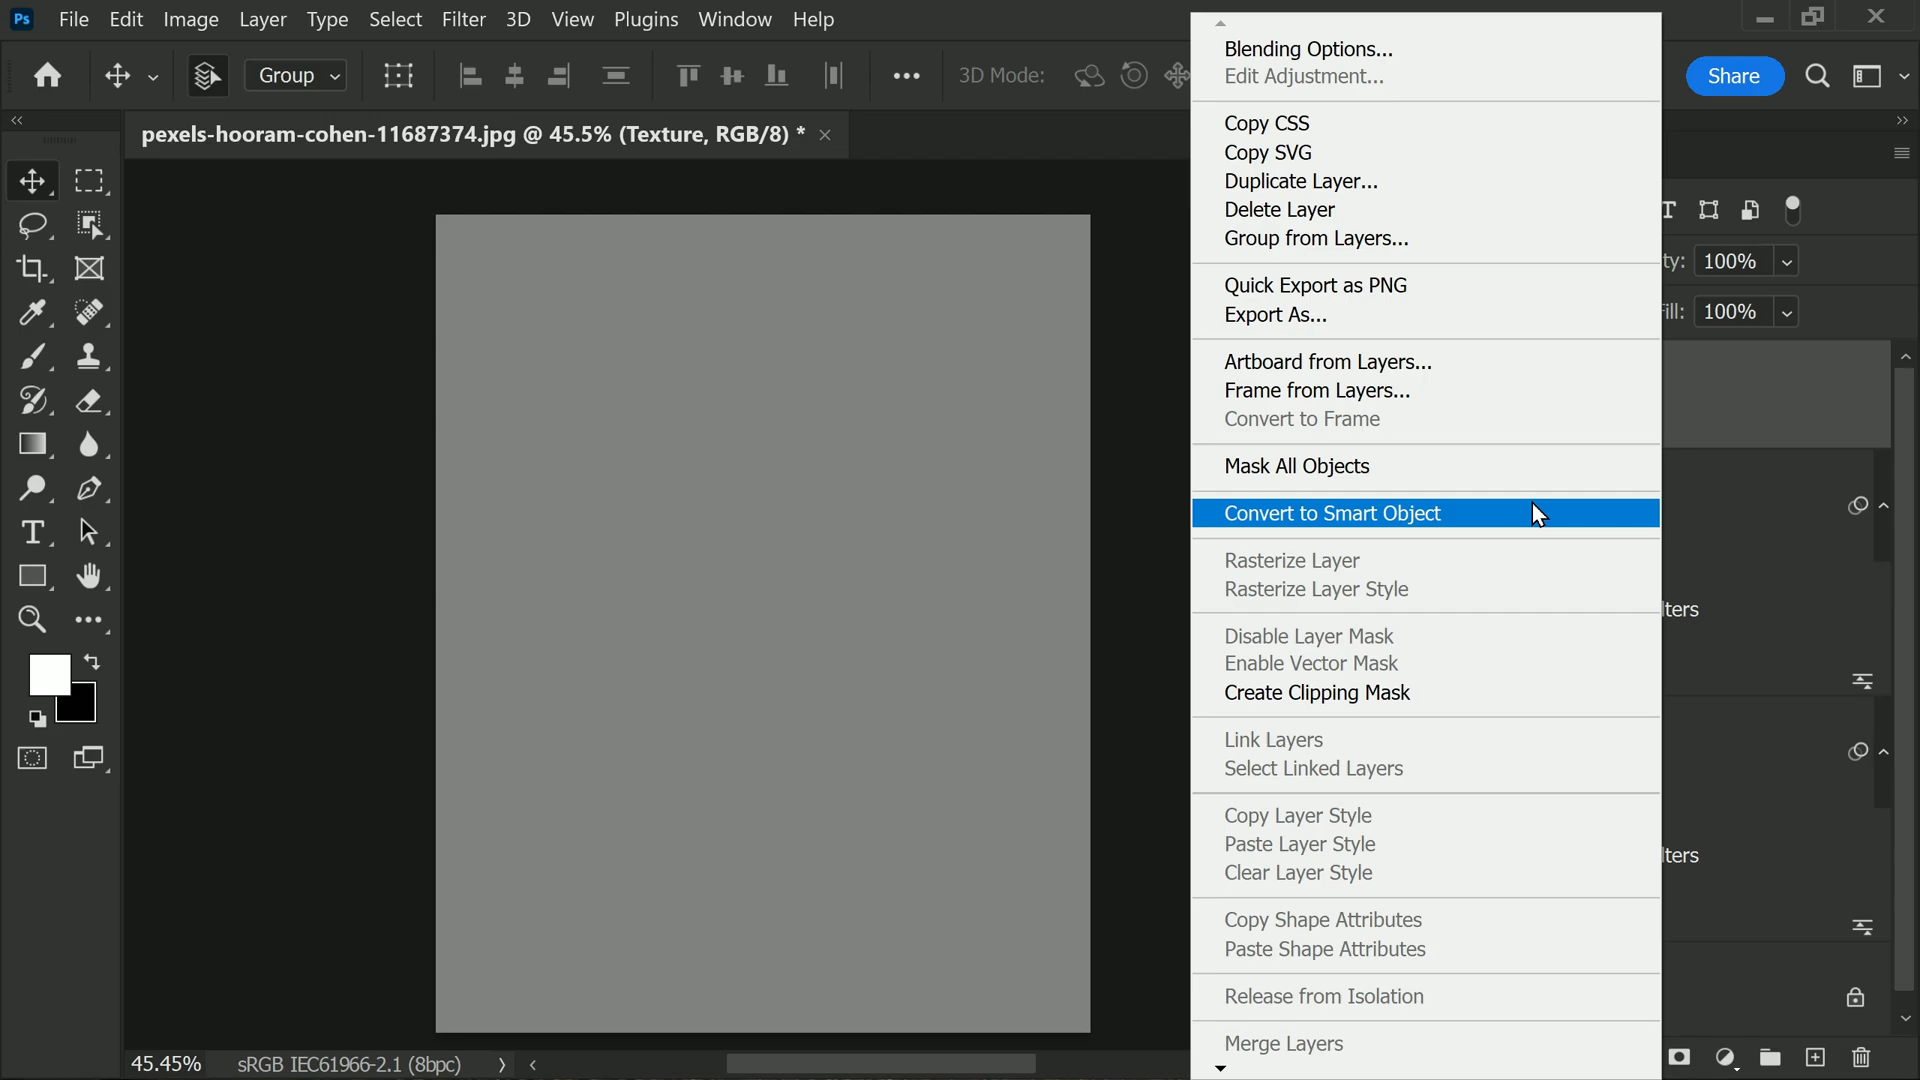 Ps File Edit Image Layer Type Select Filter 3D View Plugins Window Help
Group 3D Mode: Share
pexels-hooram-cohen-11687374.jpg @ 45.5% (Texture, RGB/8) *
Blending Options...
Edit Adjustment...
Copy CSS
Copy SVG
Duplicate Layer...
Delete Layer
Group from Layers...
Quick Export as PNG
Export As...
Artboard from Layers...
Frame from Layers...
Convert to Frame
Mask All Objects
Convert to Smart Object
Rasterize Layer
Rasterize Layer Style
Disable Layer Mask
Enable Vector Mask
Create Clipping Mask
Link Layers
Select Linked Layers
Copy Layer Style
Paste Layer Style
Clear Layer Style
Copy Shape Attributes
Paste Shape Attributes
Release from Isolation
Merge Layers
ty: 100%
ill: 100%
lters
lters
45.45% sRGB IEC61966-2.1 (8bpc)